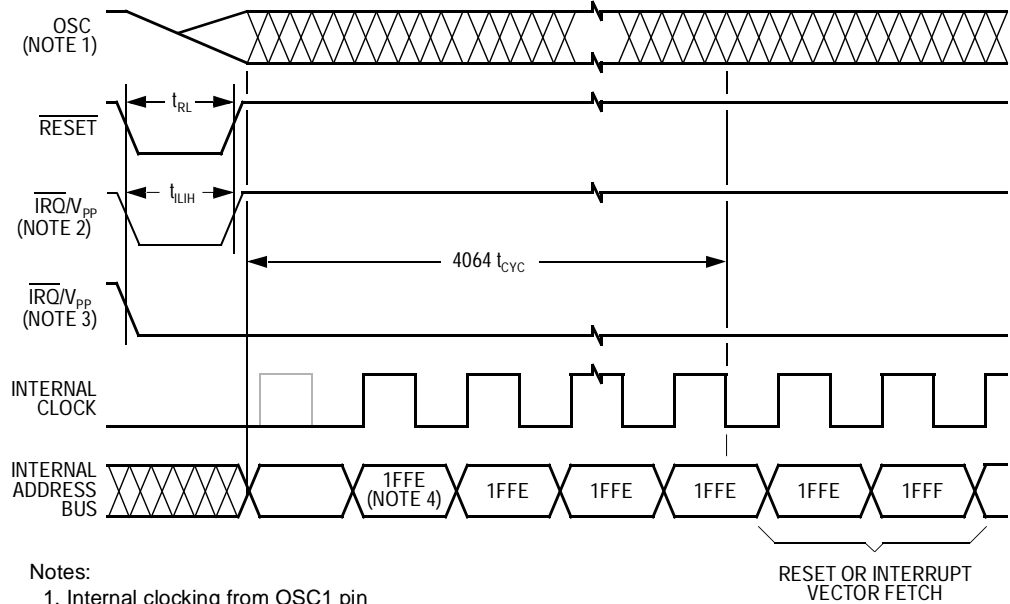 OSC
(NOTE 1)
tRL
RESET
tILIH
IRQ/VPP
(NOTE 2)
4064 tCYC
IRQ/VPP
(NOTE 3)
INTERNAL
CLOCK
INTERNAL
ADDRESS
BUS
1FFE
(NOTE 4)
1FFE
1FFE
1FFE
1FFE
1FFF
RESET OR INTERRUPT
VECTOR FETCH
Notes:
1. Internal clocking from OSC1 pin